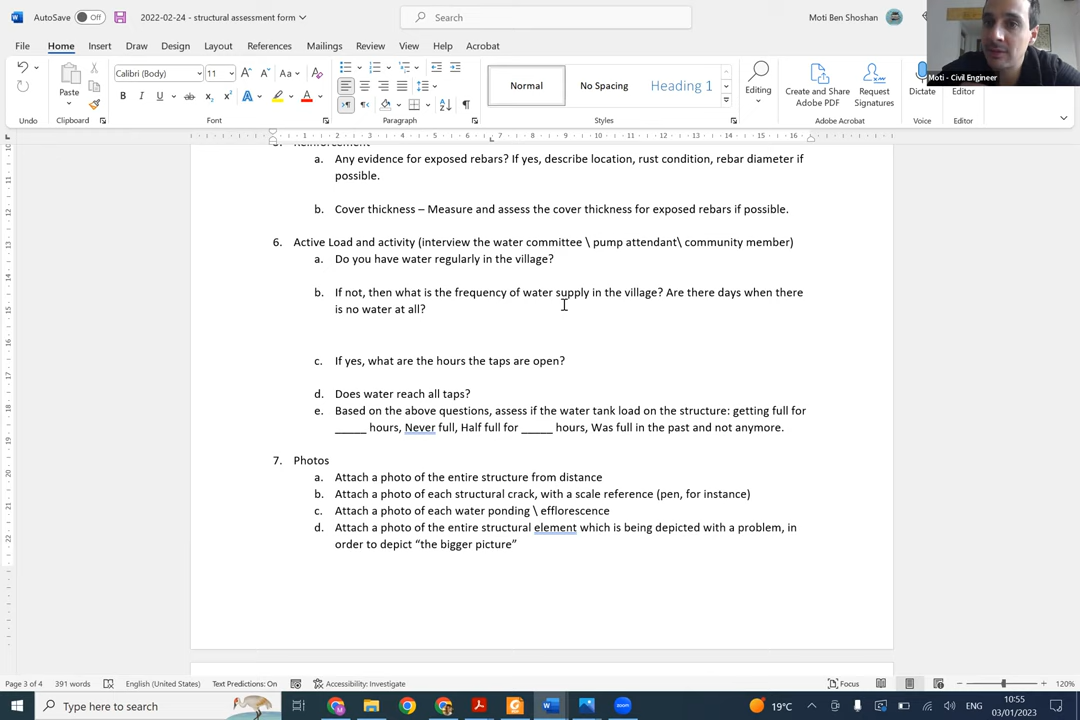 AutoSave Off 2022-02-24 - structural assessment form Search Moti Ben Shoshan
File Home Insert Draw Design Layout References Mailings Review View Help Acrobat
Moti - Civil Engineer
Undo
Paste
Clipboard
Calibri (Body) 11
Font
Paragraph
Normal No Spacing Heading 1
Styles
Editing
Create and Share Adobe PDF
Request Signatures
Adobe Acrobat
Dictate
Voice
Editor
Editor
a. Any evidence for exposed rebars? If yes, describe location, rust condition, rebar diameter if
possible.
b. Cover thickness – Measure and assess the cover thickness for exposed rebars if possible.
6. Active Load and activity (interview the water committee \ pump attendant\ community member)
a. Do you have water regularly in the village?
b. If not, then what is the frequency of water supply in the village? Are there days when there
is no water at all?
c. If yes, what are the hours the taps are open?
d. Does water reach all taps?
e. Based on the above questions, assess if the water tank load on the structure: getting full for
_____ hours, Never full, Half full for _____ hours, Was full in the past and not anymore.
7. Photos
a. Attach a photo of the entire structure from distance
b. Attach a photo of each structural crack, with a scale reference (pen, for instance)
c. Attach a photo of each water ponding \ efflorescence
d. Attach a photo of the entire structural element which is being depicted with a problem, in
order to depict “the bigger picture”
Page 3 of 4 391 words English (United States) Text Predictions: On Accessibility: Investigate Focus 120%
Type here to search 19°C ENG 10:55
03/01/2023